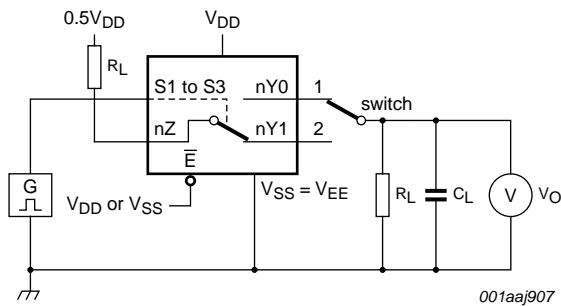 0.5VDD
VDD
RL
S1 to S3
nY0
1
switch
nZ
nY1
2
E
G
VDD or VSS
VSS = VEE
RL
CL
V
VO
001aaj907